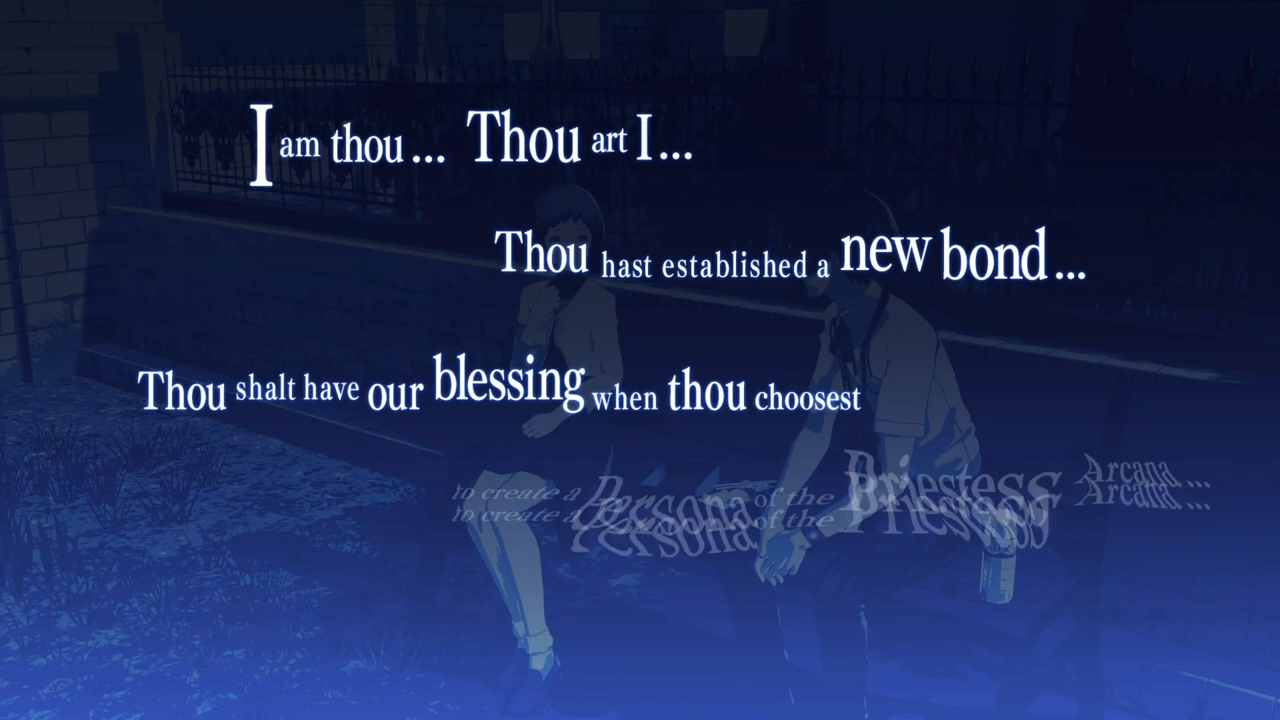 I am thou... Thou art I...
Thou hast established a new bond...
Thou shalt have our blessing when thou choosest
to create a Persona of the Priestess Arcana...